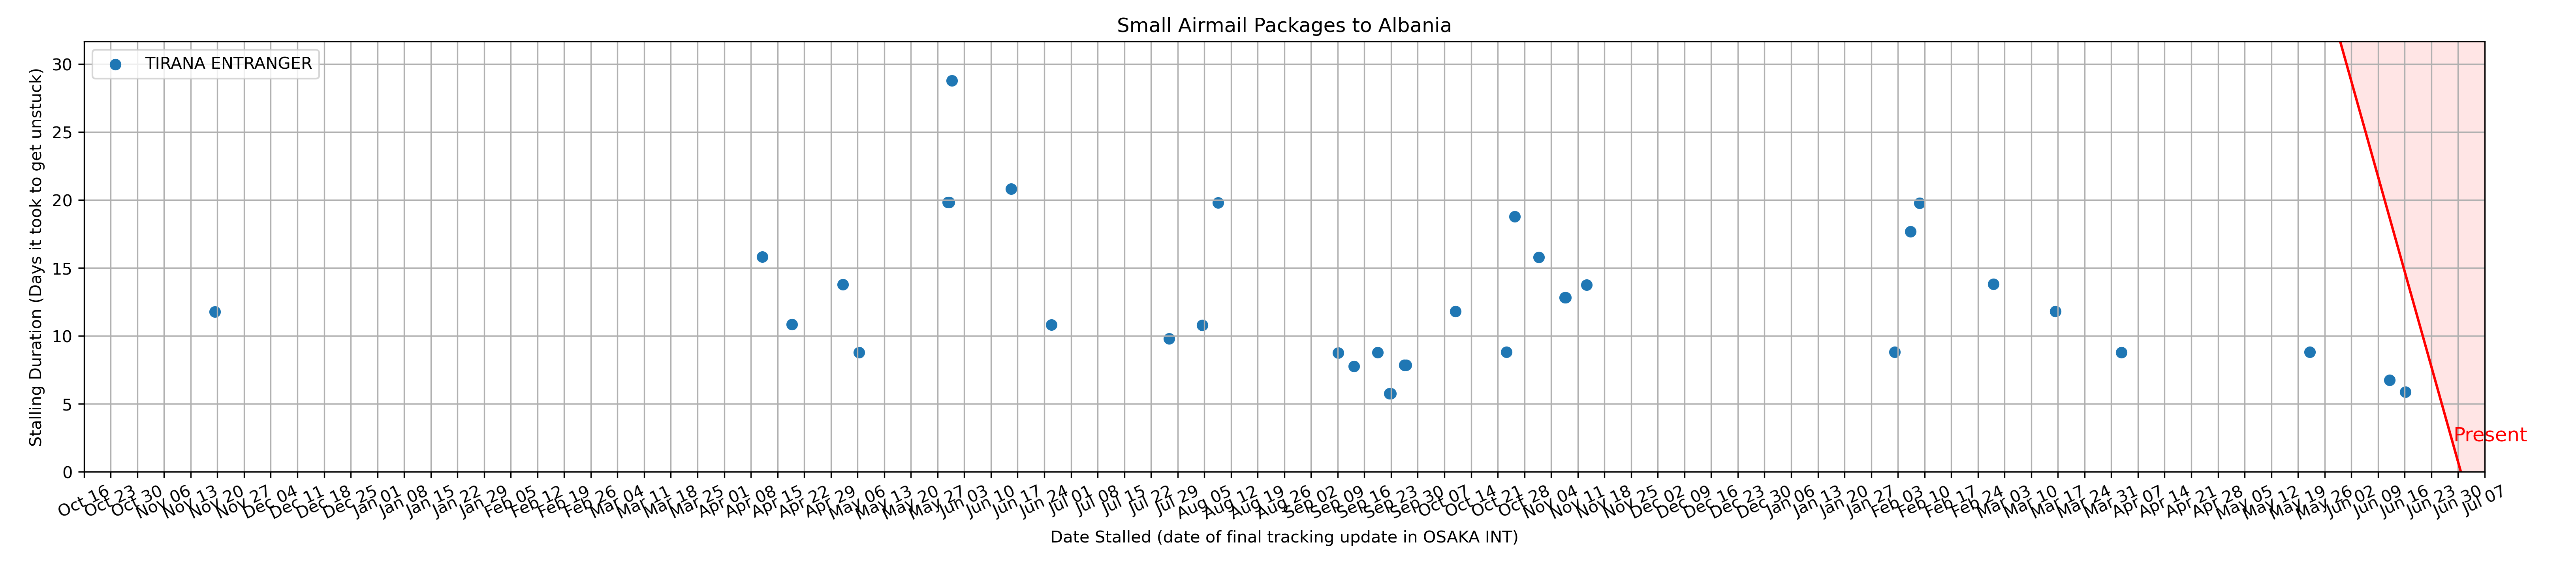 Small Airmail Packages to Albania
TIRANA ENTRANGER
Stalling Duration (Days it took to get unstuck)
30
25
20
15
10
5
0
Present
Oct 16
Oct 23
Oct 30
Nov 06
Nov 13
Nov 20
Nov 27
Dec 04
Dec 11
Dec 18
Dec 25
Jan 01
Jan 08
Jan 15
Jan 22
Jan 29
Feb 05
Feb 12
Feb 19
Feb 26
Mar 04
Mar 11
Mar 18
Mar 25
Apr 01
Apr 08
Apr 15
Apr 22
Apr 29
May 06
May 13
May 20
May 27
Jun 03
Jun 10
Jun 17
Jun 24
Jul 01
Jul 08
Jul 15
Jul 22
Jul 29
Aug 05
Aug 12
Aug 19
Aug 26
Sep 02
Sep 09
Sep 16
Sep 23
Sep 30
Oct 07
Oct 14
Oct 21
Oct 28
Nov 04
Nov 11
Nov 18
Nov 25
Dec 02
Dec 09
Dec 16
Dec 23
Dec 30
Jan 06
Jan 13
Jan 20
Jan 27
Feb 03
Feb 10
Feb 17
Feb 24
Mar 03
Mar 10
Mar 17
Mar 24
Mar 31
Apr 07
Apr 14
Apr 21
Apr 28
May 05
May 12
May 19
May 26
Jun 02
Jun 09
Jun 16
Jun 23
Jun 30
Jul 07
Date Stalled (date of final tracking update in OSAKA INT)